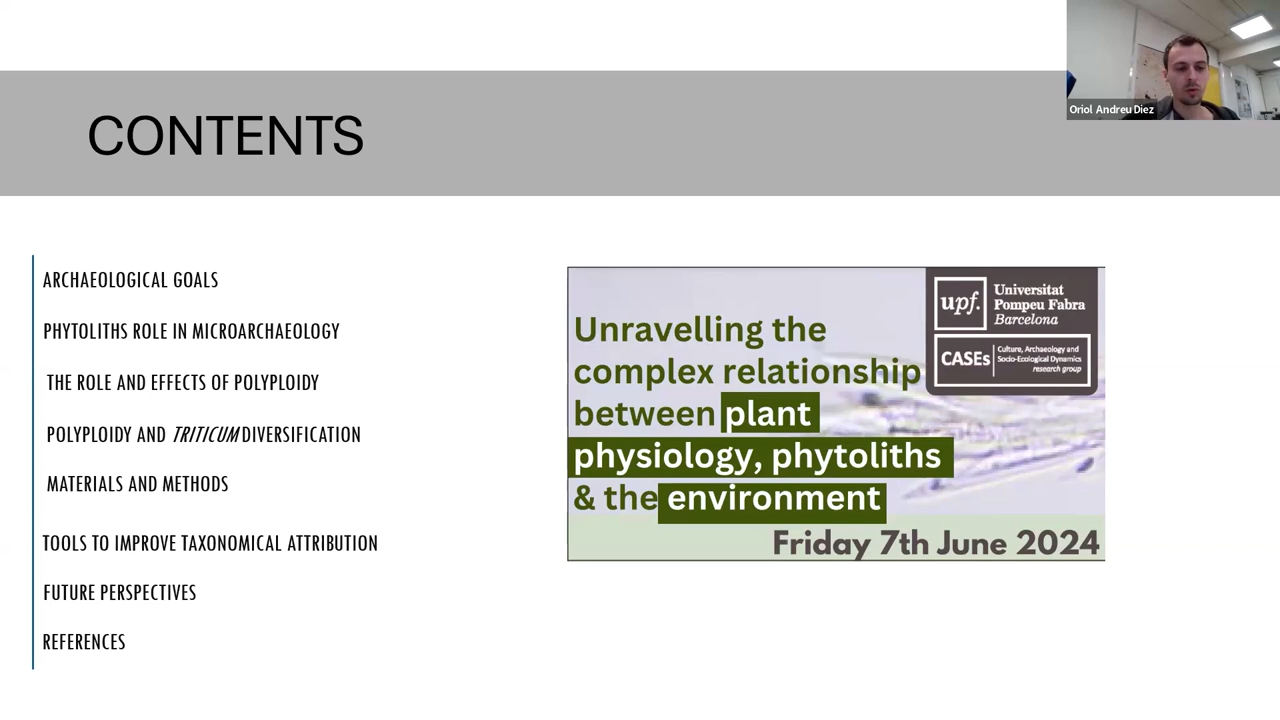 Oriol Andreu Diez
CONTENTS
ARCHAEOLOGICAL GOALS
PHYTOLITHS ROLE IN MICROARCHAEOLOGY
THE ROLE AND EFFECTS OF POLYPLOIDY
POLYPLOIDY AND TRITICUM DIVERSIFICATION
MATERIALS AND METHODS
TOOLS TO IMPROVE TAXONOMICAL ATTRIBUTION
FUTURE PERSPECTIVES
REFERENCES
upf.
Universitat
Pompeu Fabra
Barcelona
CASEs
Culture, Archaeology and
Socio-Ecological Dynamics
research group
Unravelling the
complex relationship
between plant
physiology, phytoliths
& the environment
Friday 7th June 2024